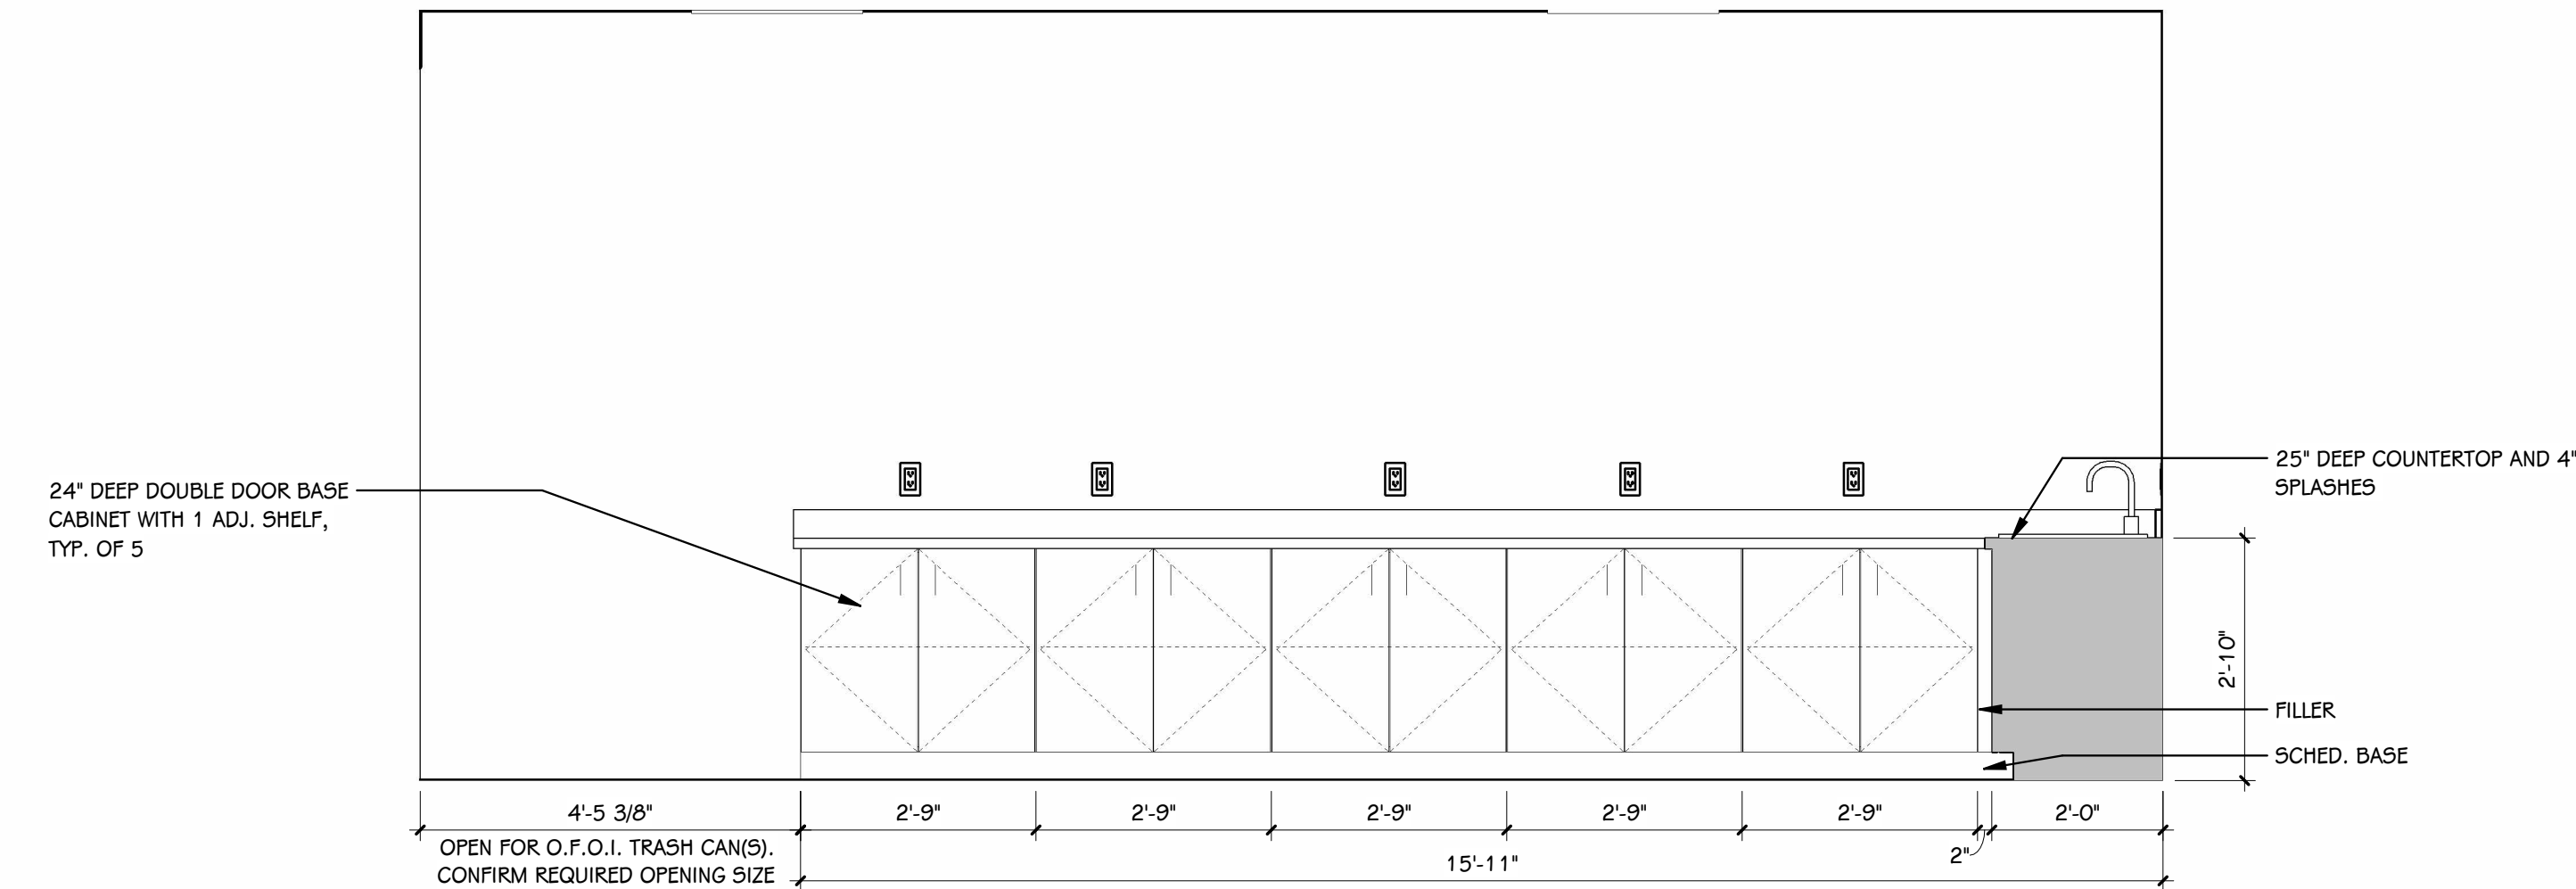 24" DEEP DOUBLE DOOR BASE
CABINET WITH 1 ADJ. SHELF,
TYP. OF 5
25" DEEP COUNTERTOP AND 4"
SPLASHES
2'-10"
FILLER
SCHED. BASE
4'-5 3/8"
2'-9"
2'-9"
2'-9"
2'-9"
2'-9"
2"
2'-0"
OPEN FOR O.F.O.I. TRASH CAN(S).
CONFIRM REQUIRED OPENING SIZE
15'-11"